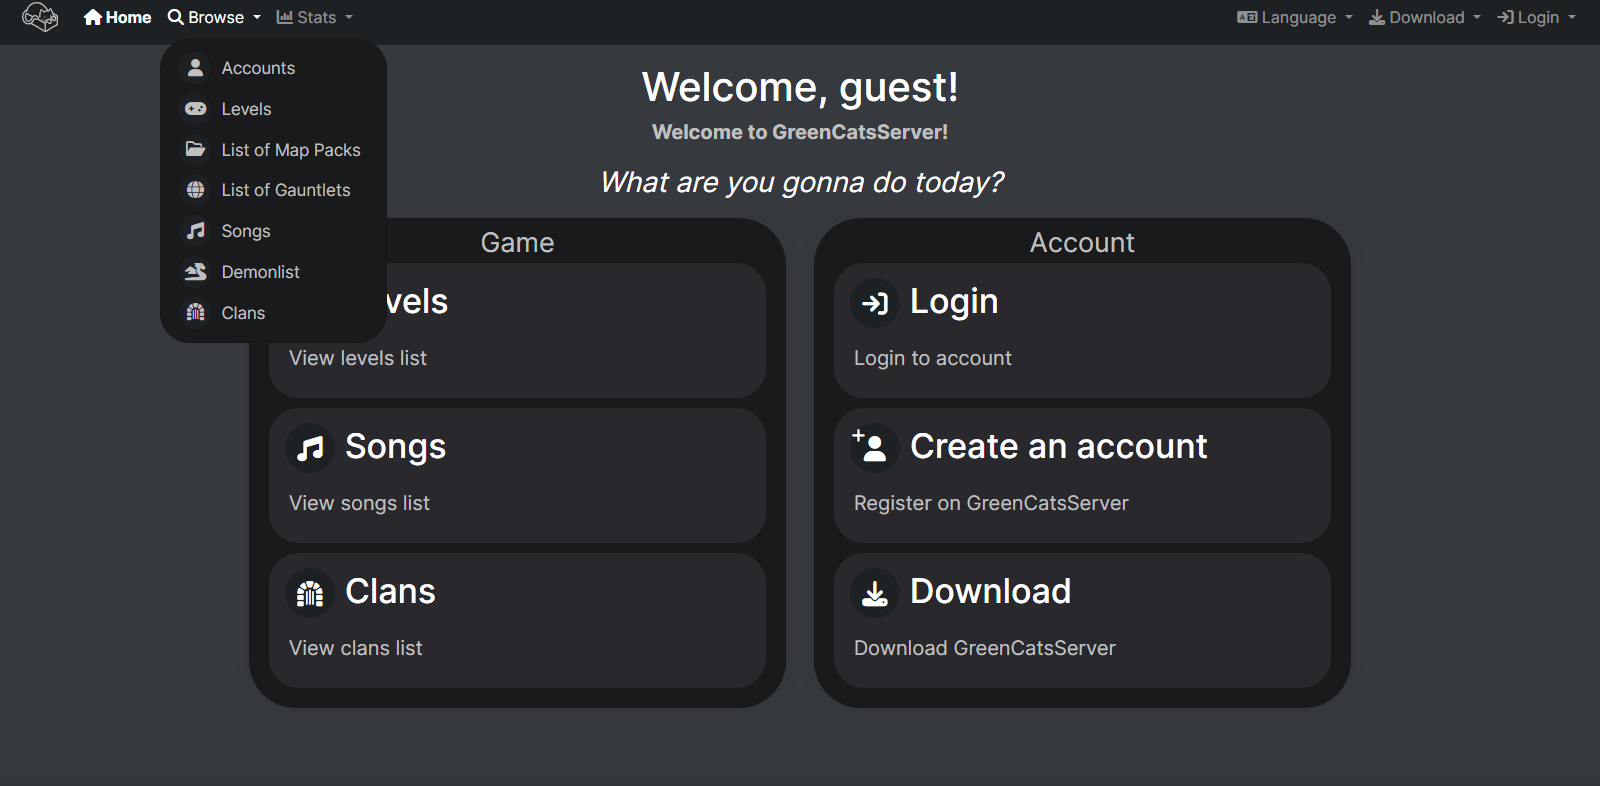 Home Browse Stats Language Download Login
Accounts
Levels
List of Map Packs
List of Gauntlets
Songs
Demonlist
Clans
Welcome, guest!
Welcome to GreenCatsServer!
What are you gonna do today?
Game
vels
View levels list
Songs
View songs list
Clans
View clans list
Account
Login
Login to account
Create an account
Register on GreenCatsServer
Download
Download GreenCatsServer